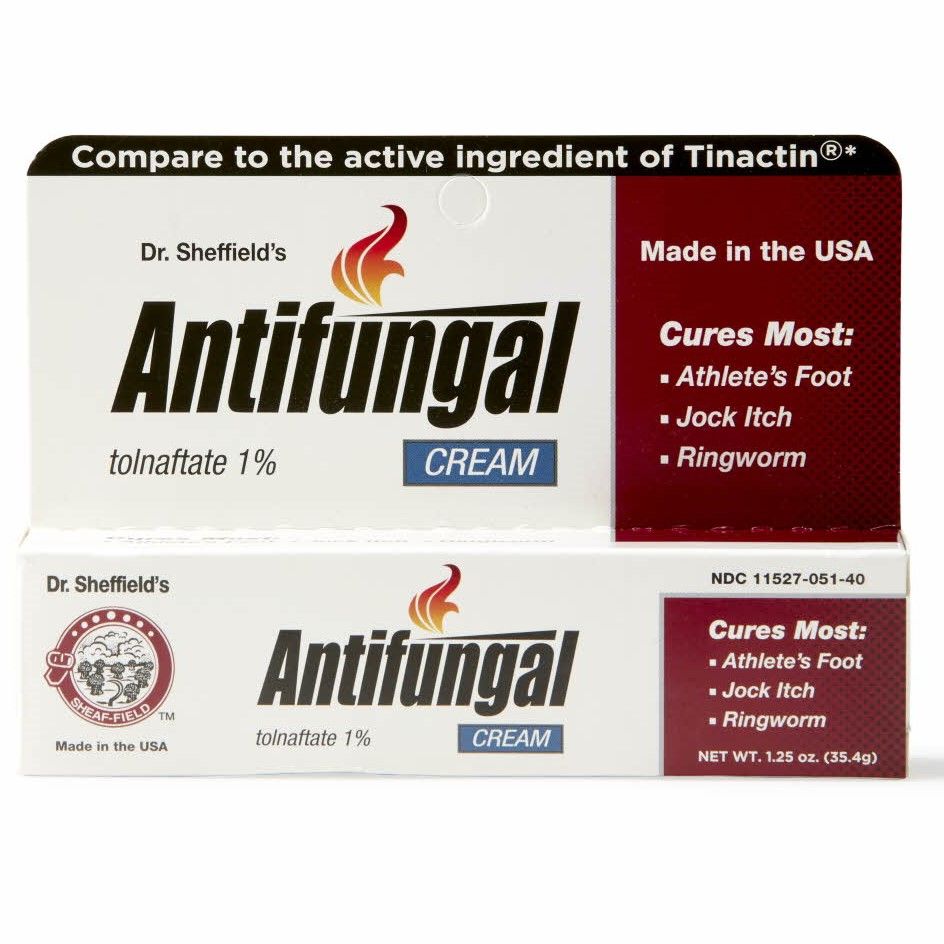 Compare to the active ingredient of Tinactin®*
Dr. Sheffield's
Antifungal
tolnaftate 1%
CREAM
Made in the USA
Cures Most:
▪ Athlete's Foot
▪ Jock Itch
▪ Ringworm
Dr. Sheffield's
SHEAF-FIELD
TM
Made in the USA
Antifungal
tolnaftate 1%
CREAM
NDC 11527-051-40
Cures Most:
▪ Athlete's Foot
▪ Jock Itch
▪ Ringworm
NET WT. 1.25 oz. (35.4g)